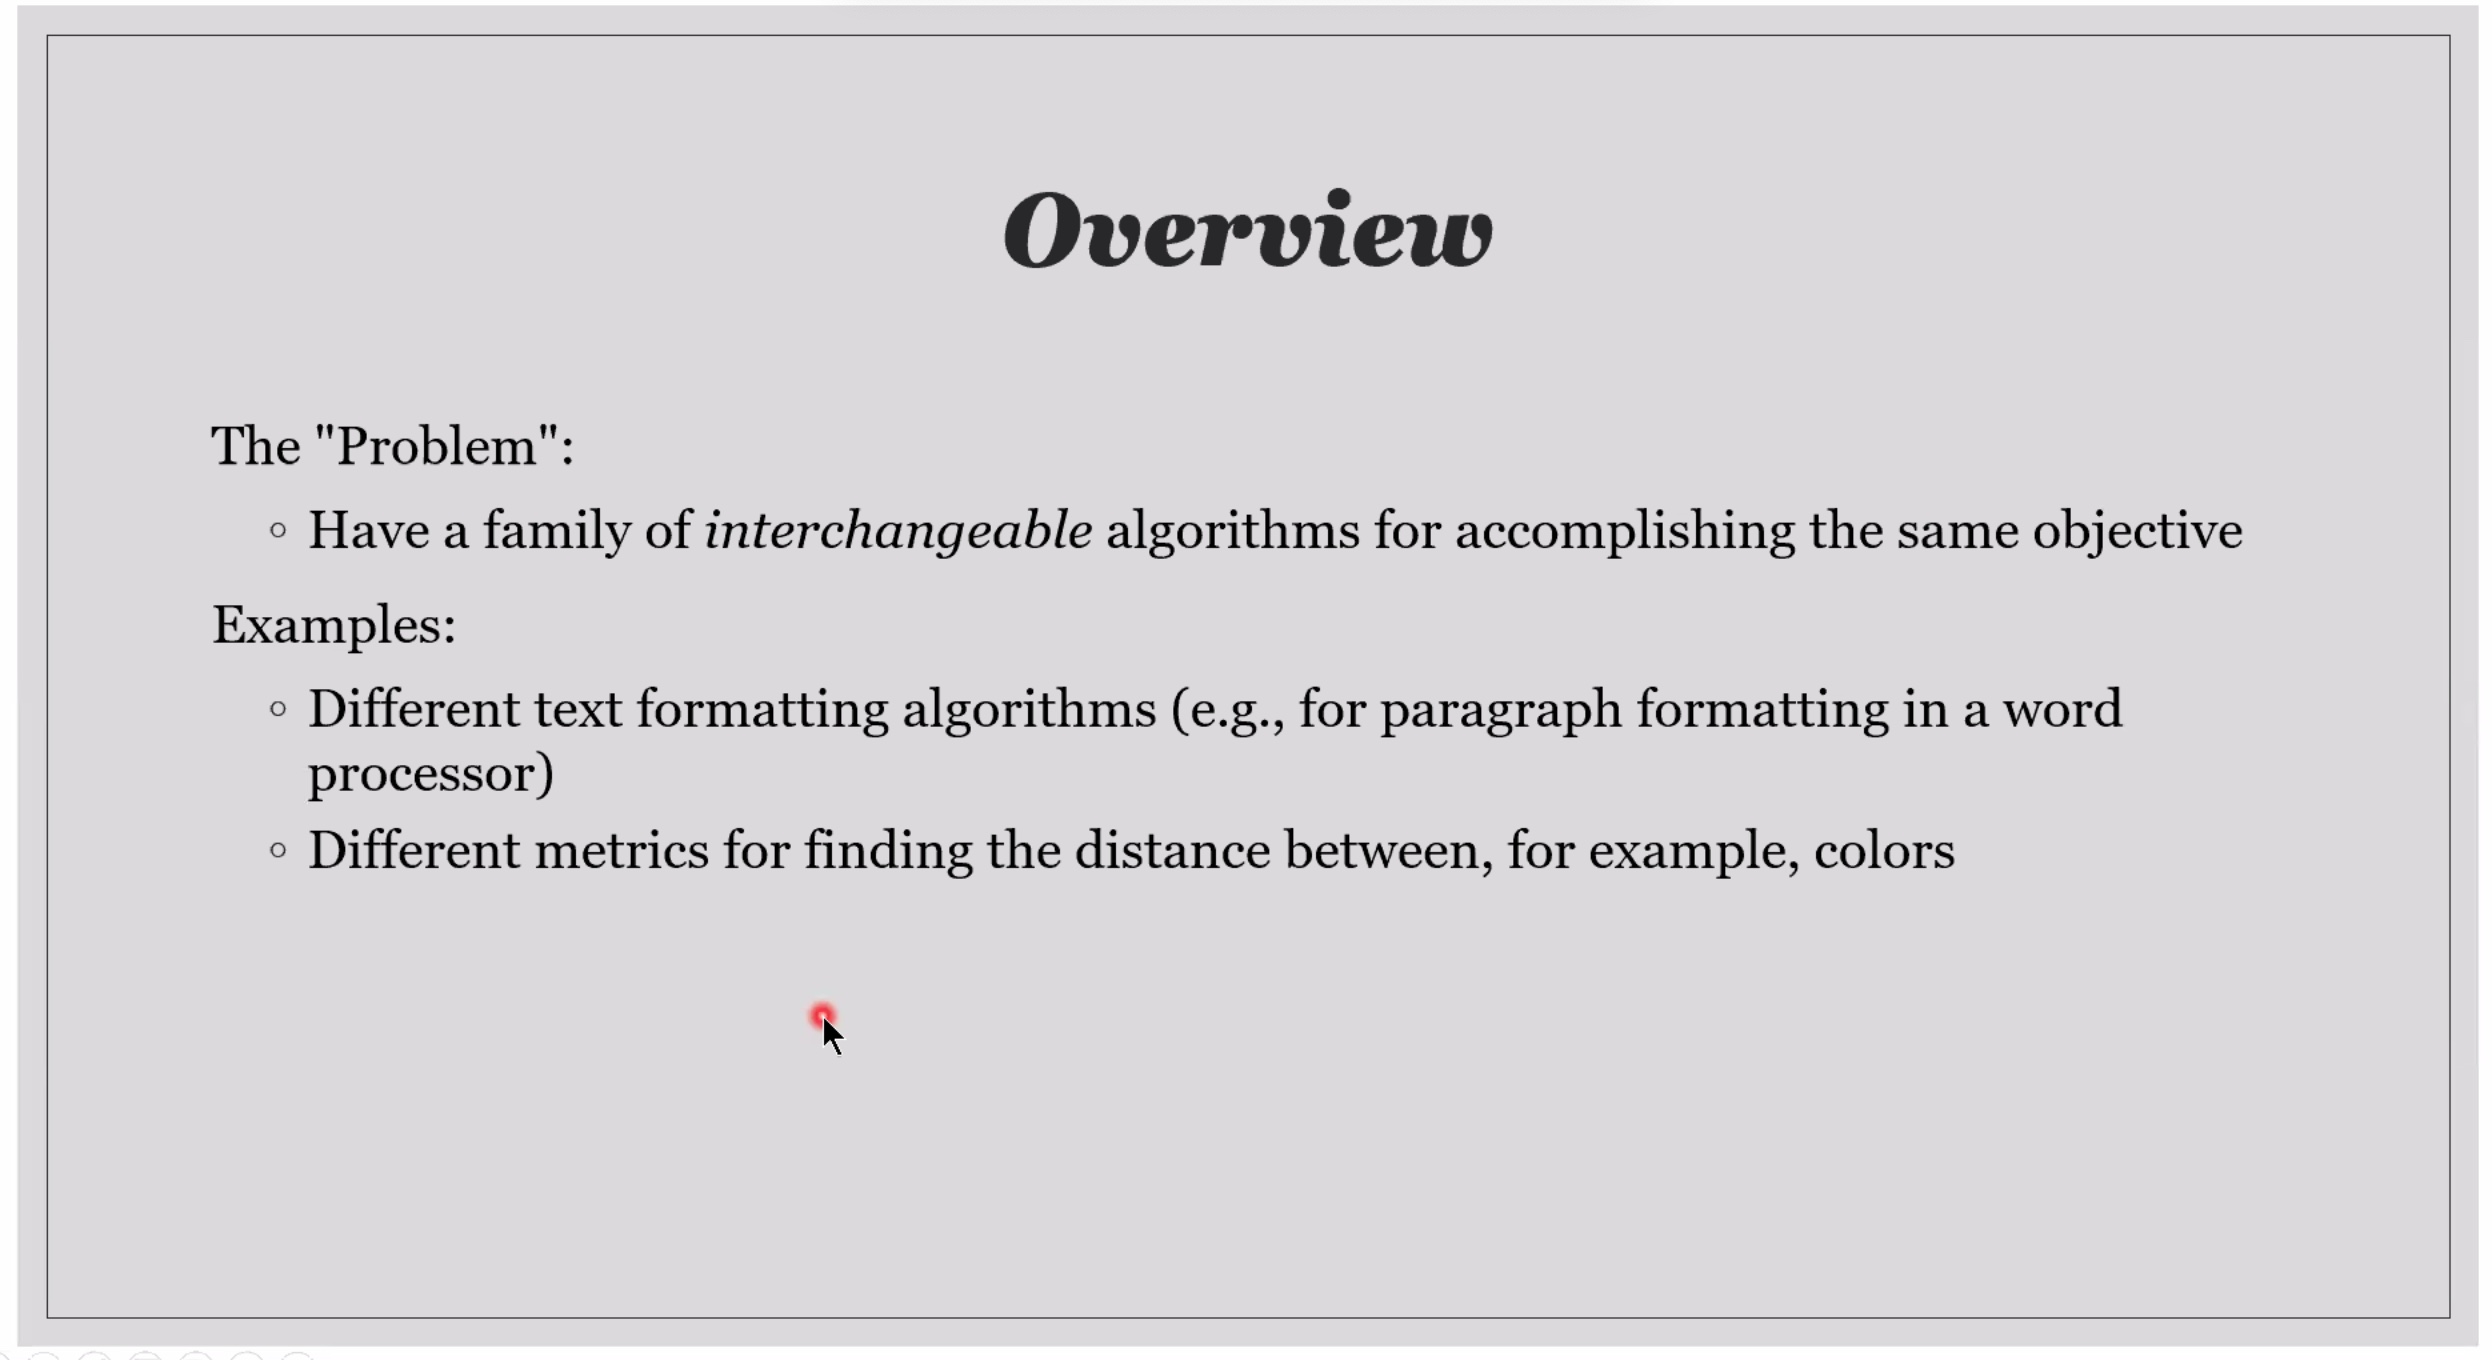 Overview
The "Problem":
◦ Have a family of interchangeable algorithms for accomplishing the same objective
Examples:
◦ Different text formatting algorithms (e.g., for paragraph formatting in a word
processor)
◦ Different metrics for finding the distance between, for example, colors